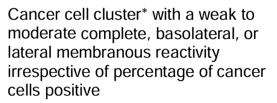 Cancer cell cluster* with a weak to
moderate complete, basolateral, or
lateral membranous reactivity
irrespective of percentage of cancer
cells positive